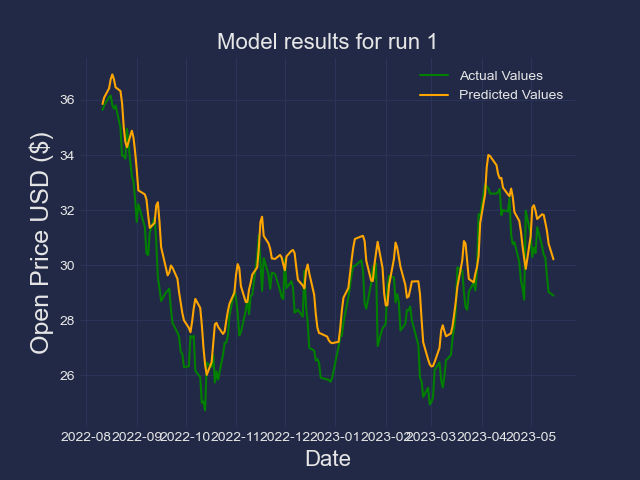 Model results for run 1
Actual Values
Predicted Values
Open Price USD ($)
36
34
32
30
28
26
2022-08 2022-09 2022-10 2022-11 2022-12 2023-01 2023-02 2023-03 2023-04 2023-05
Date